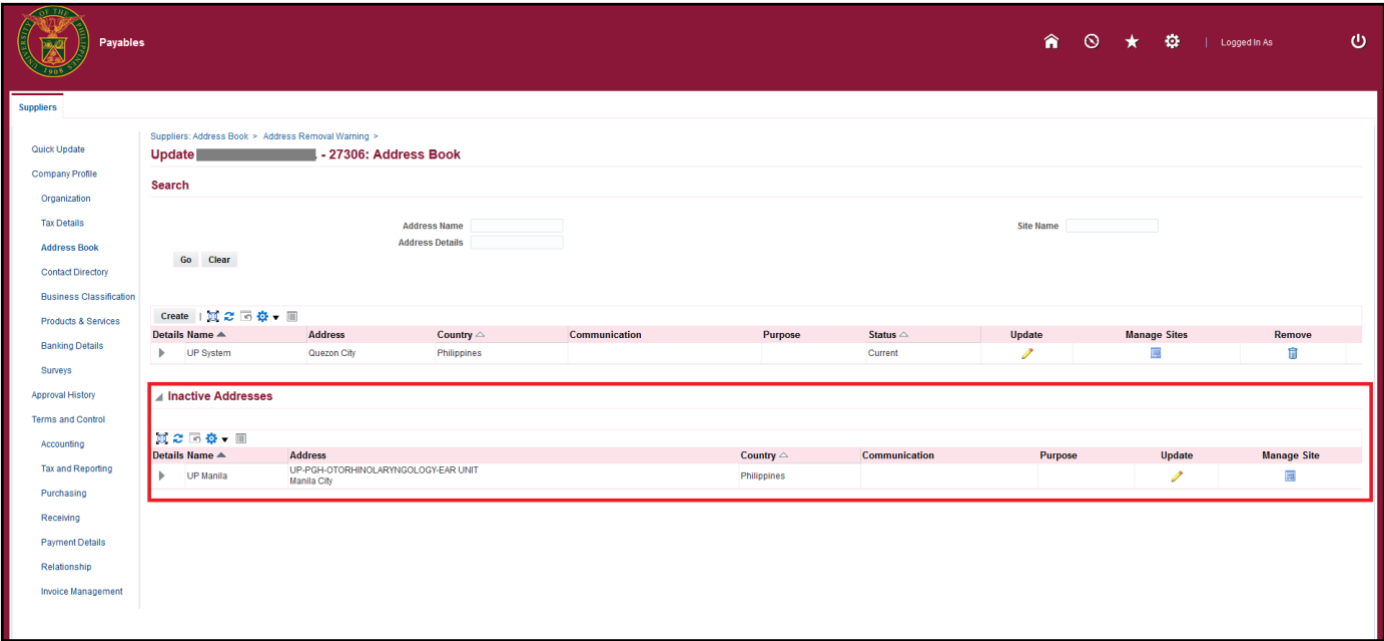 UNIVERSITY OF THE PHILIPPINES
1908
Payables
Logged In As
Suppliers
Quick Update
Company Profile
Organization
Tax Details
Address Book
Contact Directory
Business Classification
Products & Services
Banking Details
Surveys
Approval History
Terms and Control
Accounting
Tax and Reporting
Purchasing
Receiving
Payment Details
Relationship
Invoice Management
Suppliers: Address Book > Address Removal Warning >
Update - 27306: Address Book
Search
Address Name
Site Name
Address Details
Go Clear
Create
Details Name Address Country Communication Purpose Status Update Manage Sites Remove
UP System Quezon City Philippines Current
Inactive Addresses
Details Name Address Country Communication Purpose Update Manage Site
UP Manila UP-PGH-OTORHINOLARYNGOLOGY-EAR UNIT Philippines
Manila City